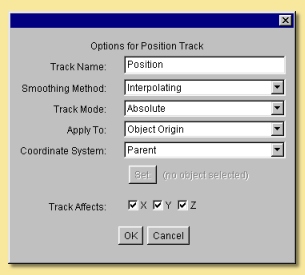 Options for Position Track
Track Name: Position
Smoothing Method: Interpolating
Track Mode: Absolute
Apply To: Object Origin
Coordinate System: Parent
Set (no object selected)
Track Affects: X Y Z
OK Cancel